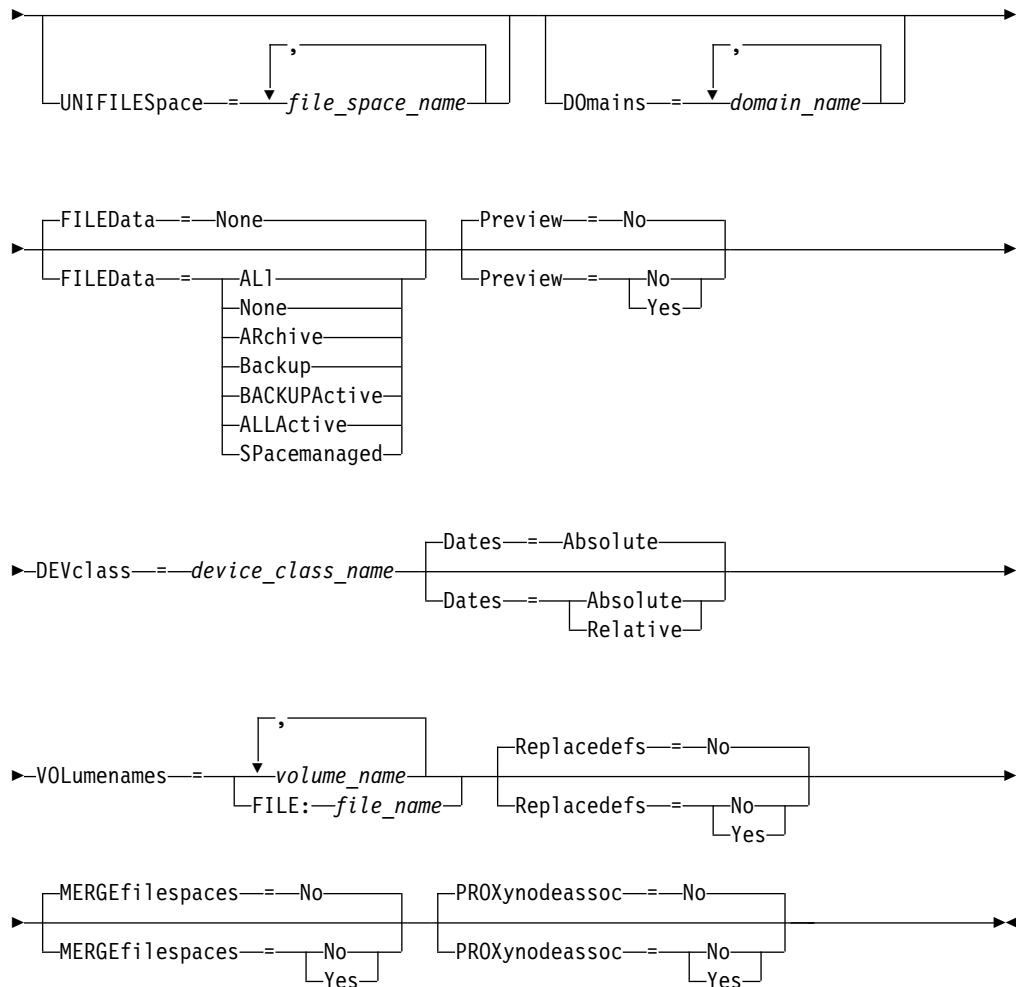 ,
,
UNIFILESpace = file_space_name
DOmains = domain_name
FILEData = None
Preview = No
FILEData = ALl
Preview = No
None
Yes
ARchive
Backup
BACKUPActive
ALLActive
SPacemanaged
Dates = Absolute
DEVclass = device_class_name
Dates = Absolute
Relative
,
Replacedefs = No
VOLumenames = volume_name
FILE: file_name
Replacedefs = No
Yes
MERGEfilespaces = No
PROXynodeassoc = No
MERGEfilespaces = No
Yes
PROXynodeassoc = No
Yes